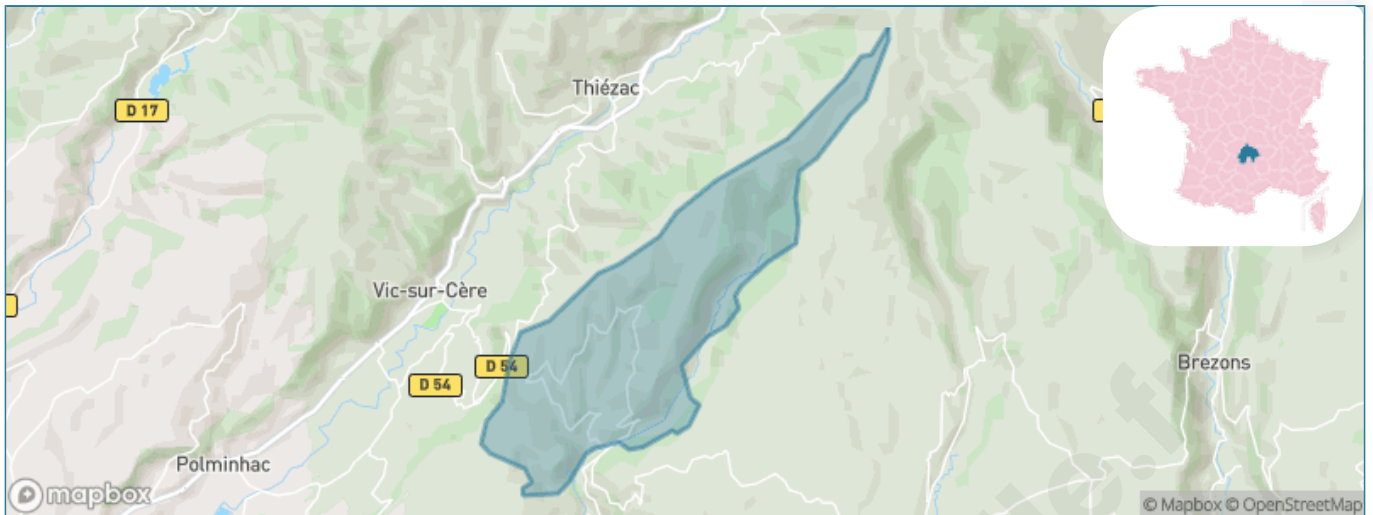 Thiézac
D 17
Vic-sur-Cère
D 54
D 54
Brezons
Polminhac
mapbox
© Mapbox © OpenStreetMap